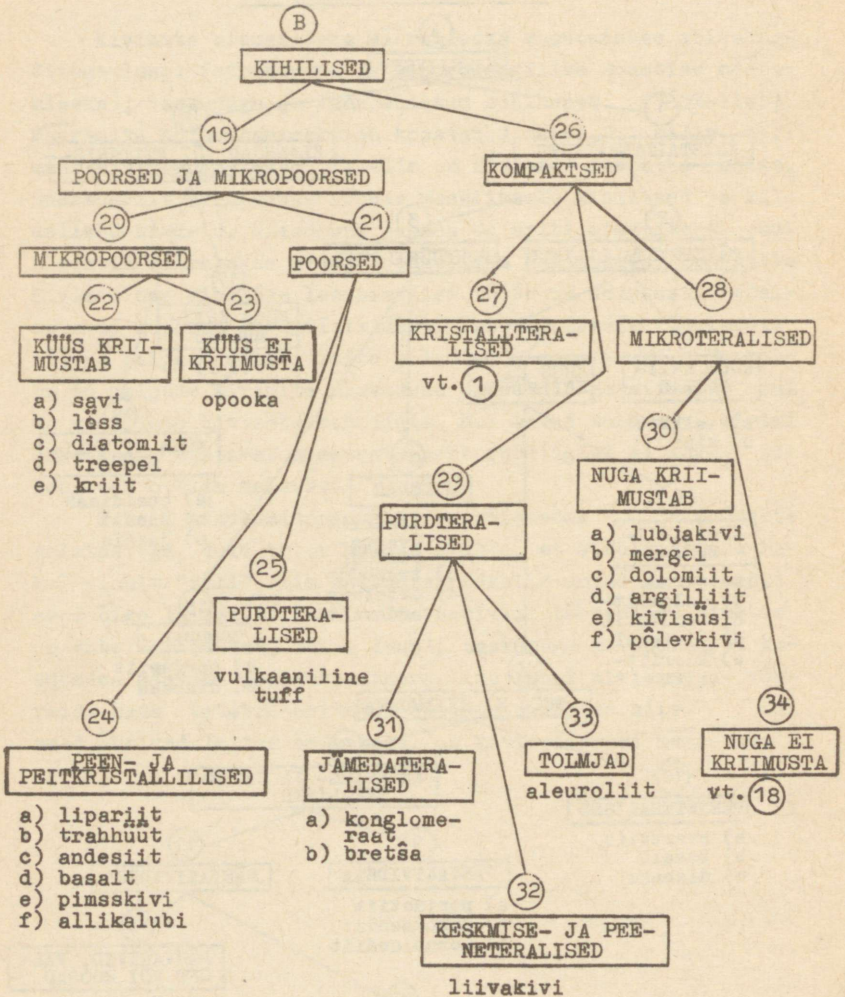 B
KIHILISED
19
POORSED JA MIKROPOORSED
26
KOMPAKTSED
20
MIKROPOORSED
21
POORSED
22
KÜÜS KRII-
MUSTAB
a) savi
b) löss
c) diatomiit
d) treepel
e) kriit
23
KÜÜS EI
KRIIMUSTA
opooka
27
KRISTALLTERA-
LISED
vt. 1
28
MIKROTERALISED
25
PURDTERA-
LISED
vulkaaniline
tuff
29
PURDTERA-
LISED
30
NUGA KRII-
MUSTAB
a) lubjakivi
b) mergel
c) dolomiit
d) argilliit
e) kivisüsi
f) põlevkivi
24
PEEN- JA
PEITKRISTALLILISED
a) lipariit
b) trahhüüt
c) andesiit
d) basalt
e) pimsskivi
f) allikalubi
31
JÄMEDATERA-
LISED
a) konglome-
raat
b) bretša
33
TOLMJAD
aleuroliit
34
NUGA EI
KRIIMUSTA
vt. 18
32
KESKMISE- JA PEE-
NETERALISED
liivakivi